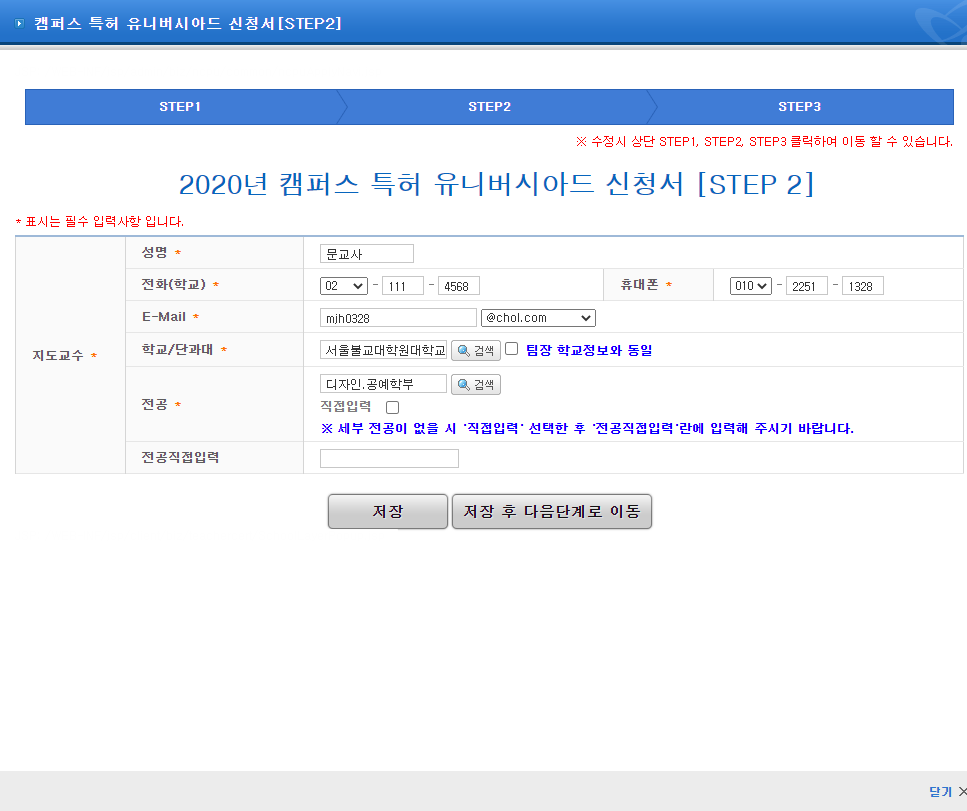 캠퍼스 특허 유니버시아드 신청서[STEP2]
STEP1 STEP2 STEP3
※ 수정시 상단 STEP1, STEP2, STEP3 클릭하여 이동 할 수 있습니다.
2020년 캠퍼스 특허 유니버시아드 신청서 [STEP 2]
* 표시는 필수 입력사항 입니다.
지도교수 *
성명 * 문교사
전화(학교) * 02 - 111 - 4568 휴대폰 * 010 - 2251 - 1328
E-Mail * mjh0328 @chol.com
학교/단과대 * 서울불교대학원대학교 검색 팀장 학교정보와 동일
전공 * 디자인.공예학부 검색
직접입력
※ 세부 전공이 없을 시 '직접입력' 선택한 후 '전공직접입력'란에 입력해 주시기 바랍니다.
전공직접입력
저장 저장 후 다음단계로 이동
닫기 ×